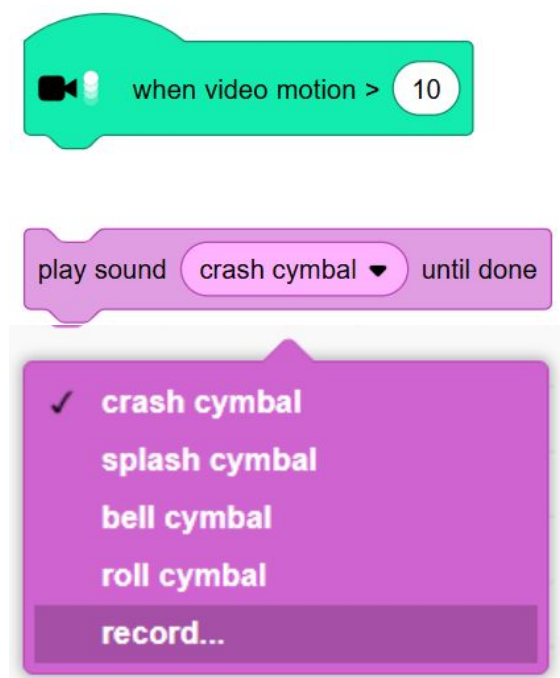 when video motion > 10
play sound crash cymbal until done
✓ crash cymbal
splash cymbal
bell cymbal
roll cymbal
record...